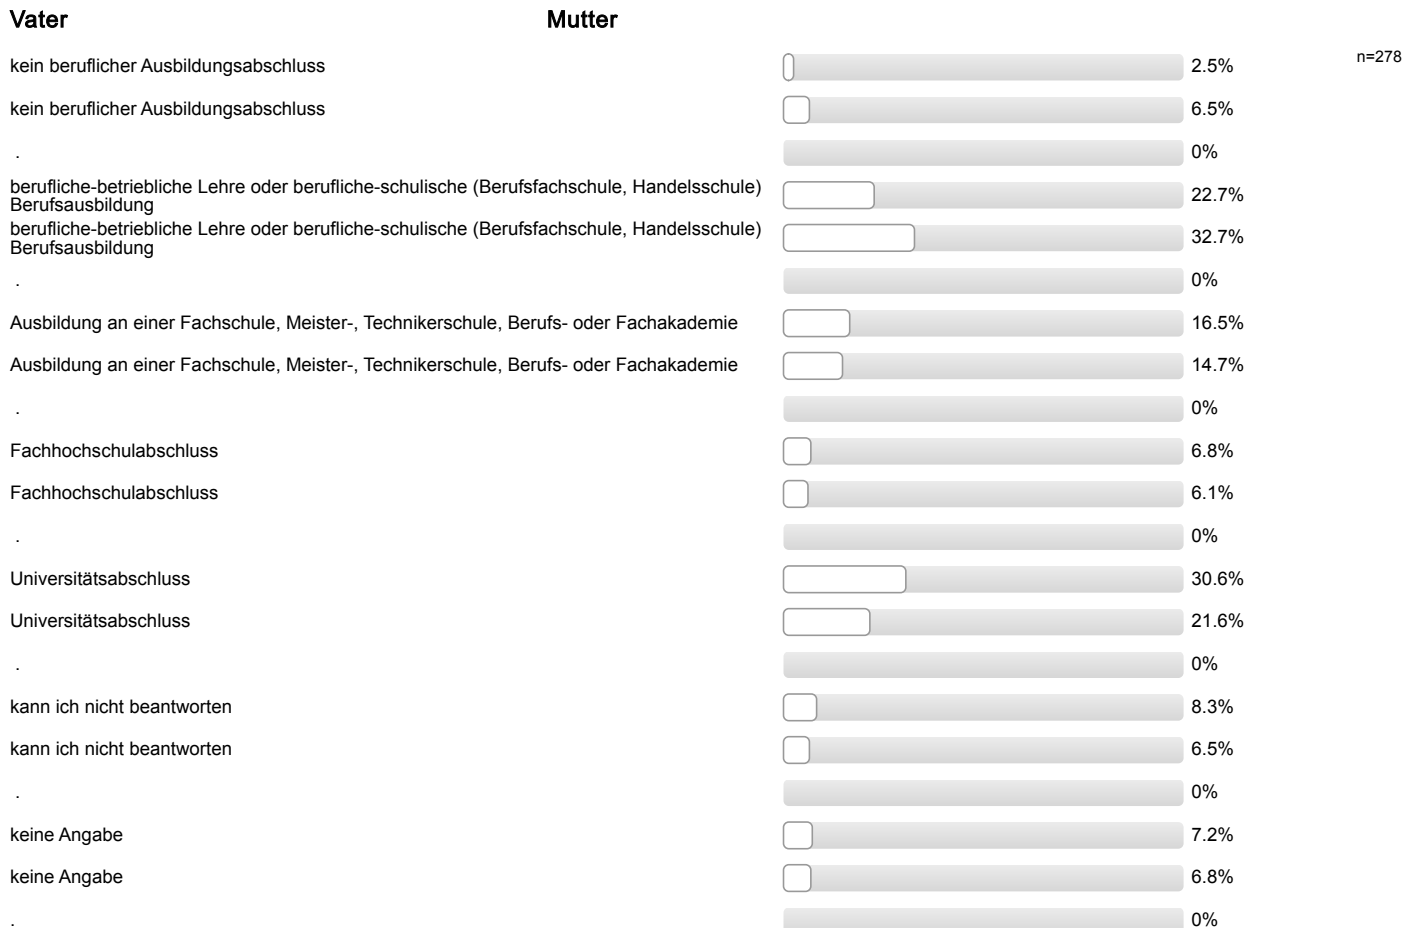 Vater Mutter
kein beruflicher Ausbildungsabschluss 2.5% n=278
kein beruflicher Ausbildungsabschluss 6.5%
. 0%
berufliche-betriebliche Lehre oder berufliche-schulische (Berufsfachschule, Handelsschule)
Berufsausbildung 22.7%
berufliche-betriebliche Lehre oder berufliche-schulische (Berufsfachschule, Handelsschule)
Berufsausbildung 32.7%
. 0%
Ausbildung an einer Fachschule, Meister-, Technikerschule, Berufs- oder Fachakademie 16.5%
Ausbildung an einer Fachschule, Meister-, Technikerschule, Berufs- oder Fachakademie 14.7%
. 0%
Fachhochschulabschluss 6.8%
Fachhochschulabschluss 6.1%
. 0%
Universitätsabschluss 30.6%
Universitätsabschluss 21.6%
. 0%
kann ich nicht beantworten 8.3%
kann ich nicht beantworten 6.5%
. 0%
keine Angabe 7.2%
keine Angabe 6.8%
. 0%